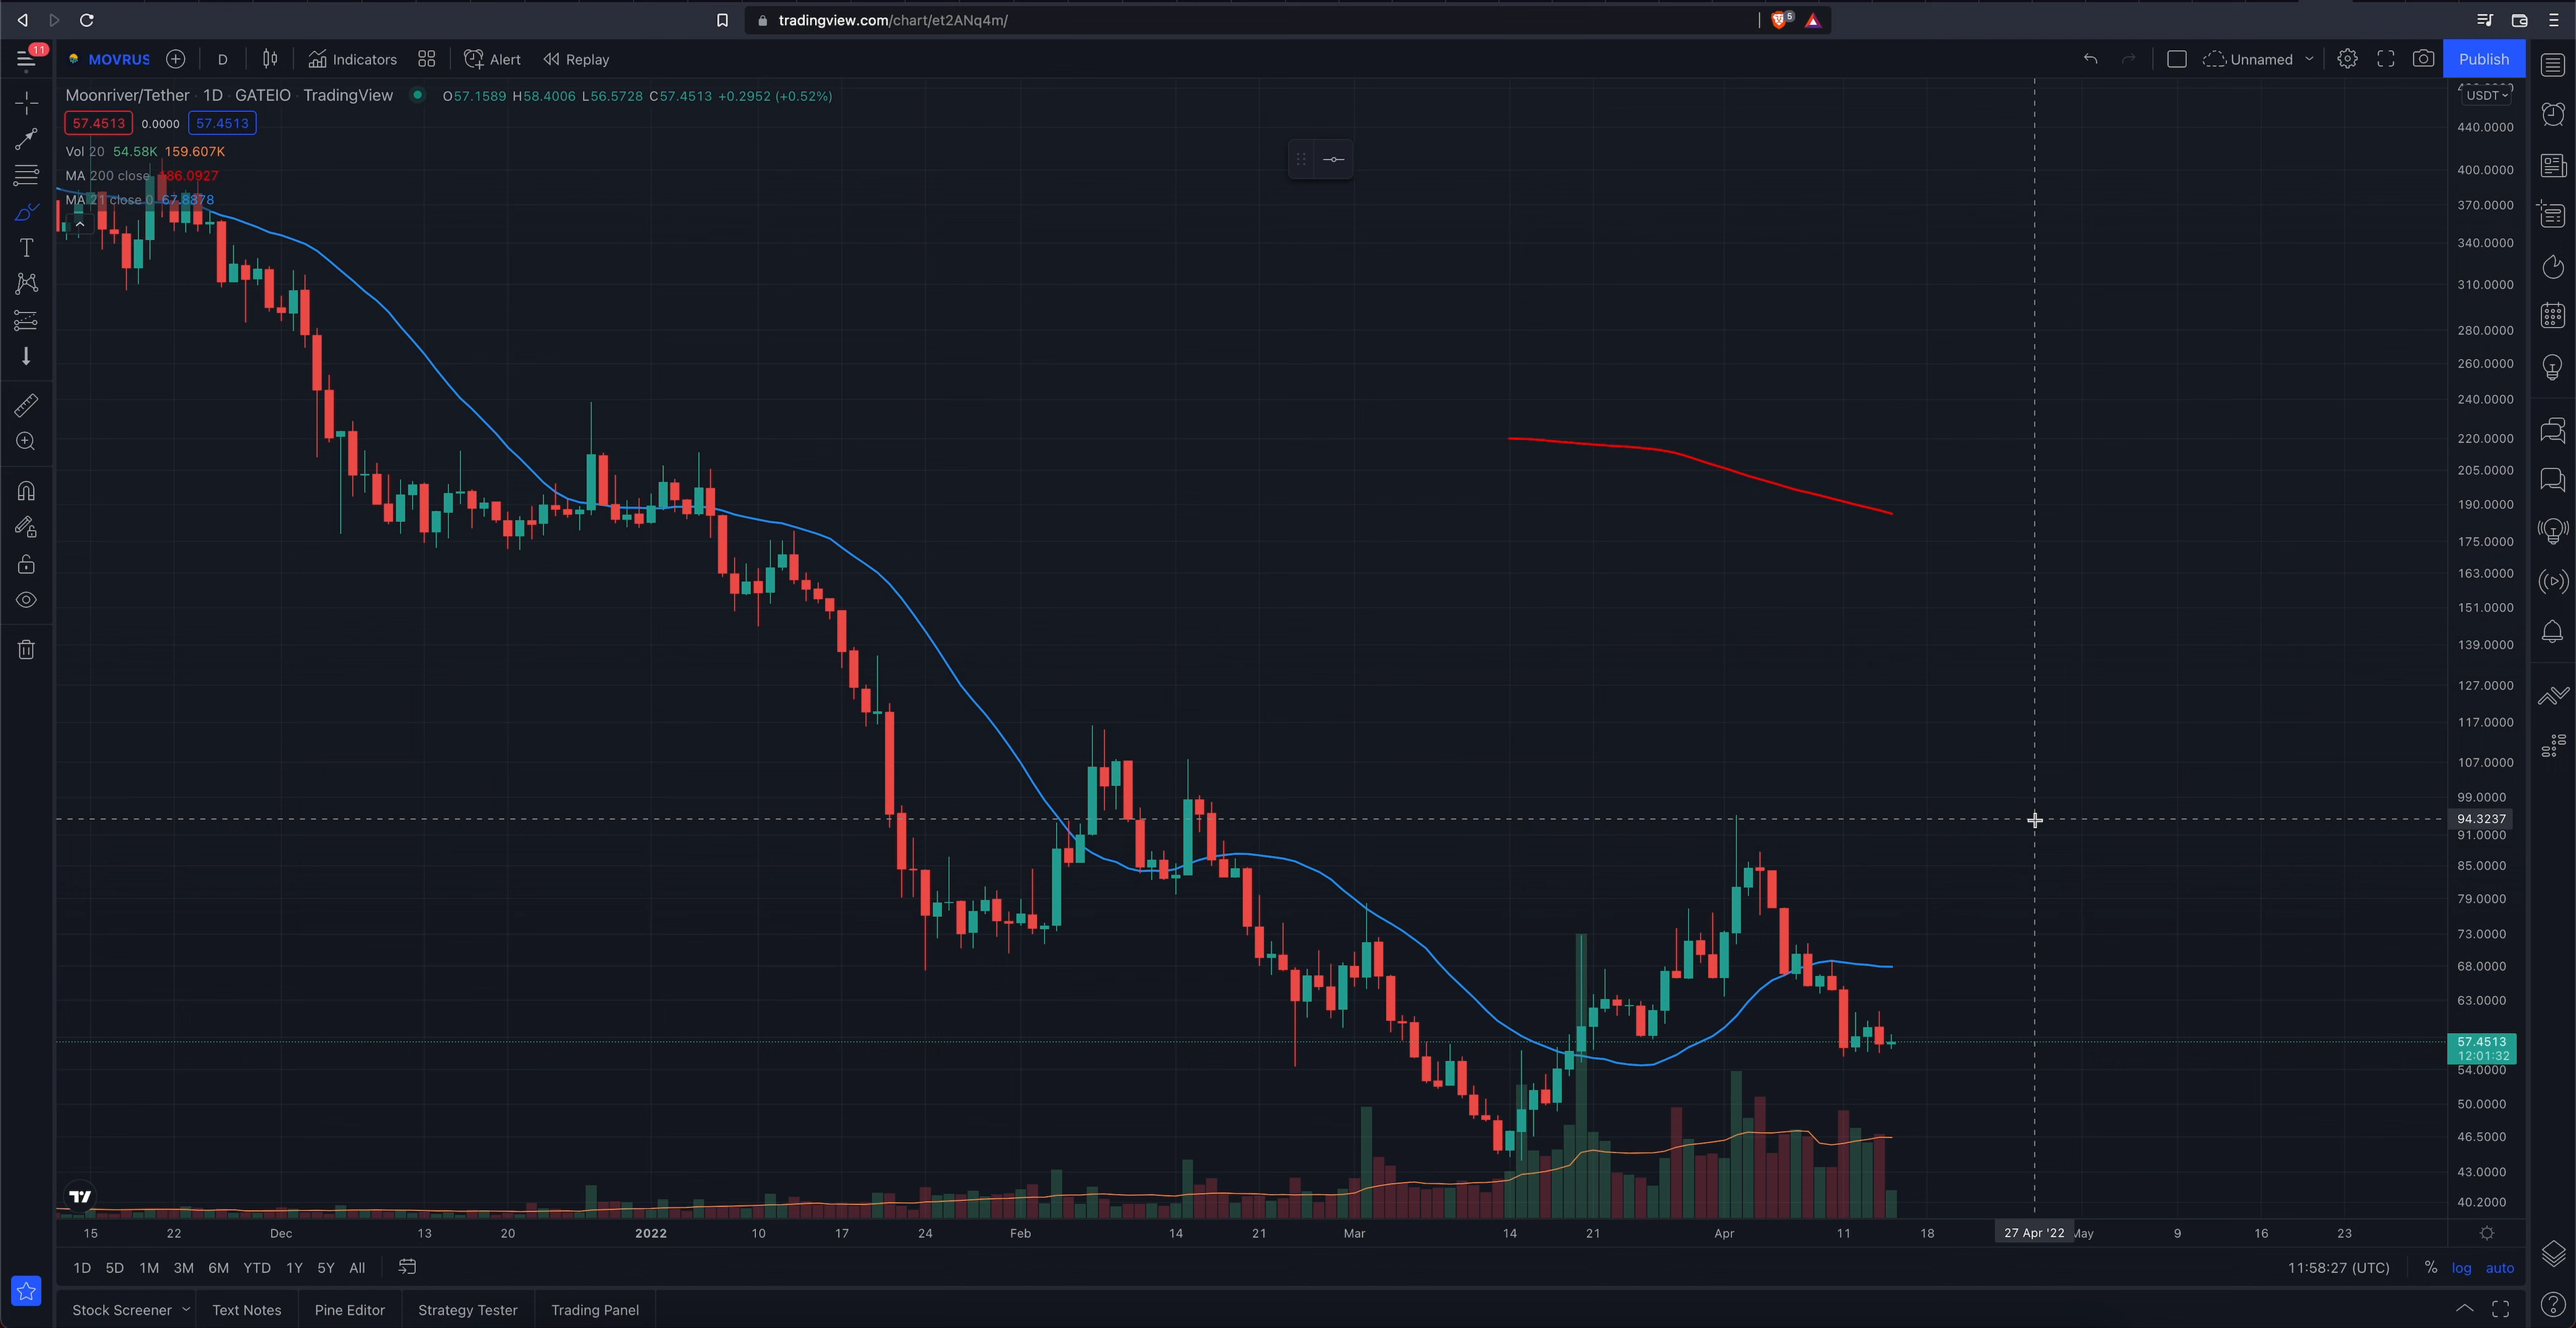 tradingview.com/chart/et2ANq4m/
5
11
MOVRUS
D
Indicators
Alert
Replay
Unnamed
Publish
Moonriver/Tether · 1D · GATEIO · TradingView
O57.1589 H58.4006 L56.5728 C57.4513 +0.2952 (+0.52%)
57.4513 0.0000 57.4513
Vol 20 54.58K 159.607K
MA 200 close 186.0927
MA 21 close 0 67.8378
USDT
440.0000
400.0000
370.0000
340.0000
310.0000
280.0000
260.0000
240.0000
220.0000
205.0000
190.0000
175.0000
163.0000
151.0000
139.0000
127.0000
117.0000
107.0000
99.0000
94.3237
91.0000
85.0000
79.0000
73.0000
68.0000
63.0000
57.4513
12:01:32
54.0000
50.0000
46.5000
43.0000
40.2000
15 22 Dec 13 20 2022 10 17 24 Feb 14 21 Mar 14 21 Apr 11 18 27 Apr '22 May 9 16 23
1D 5D 1M 3M 6M YTD 1Y 5Y All
11:58:27 (UTC) % log auto
Stock Screener Text Notes Pine Editor Strategy Tester Trading Panel